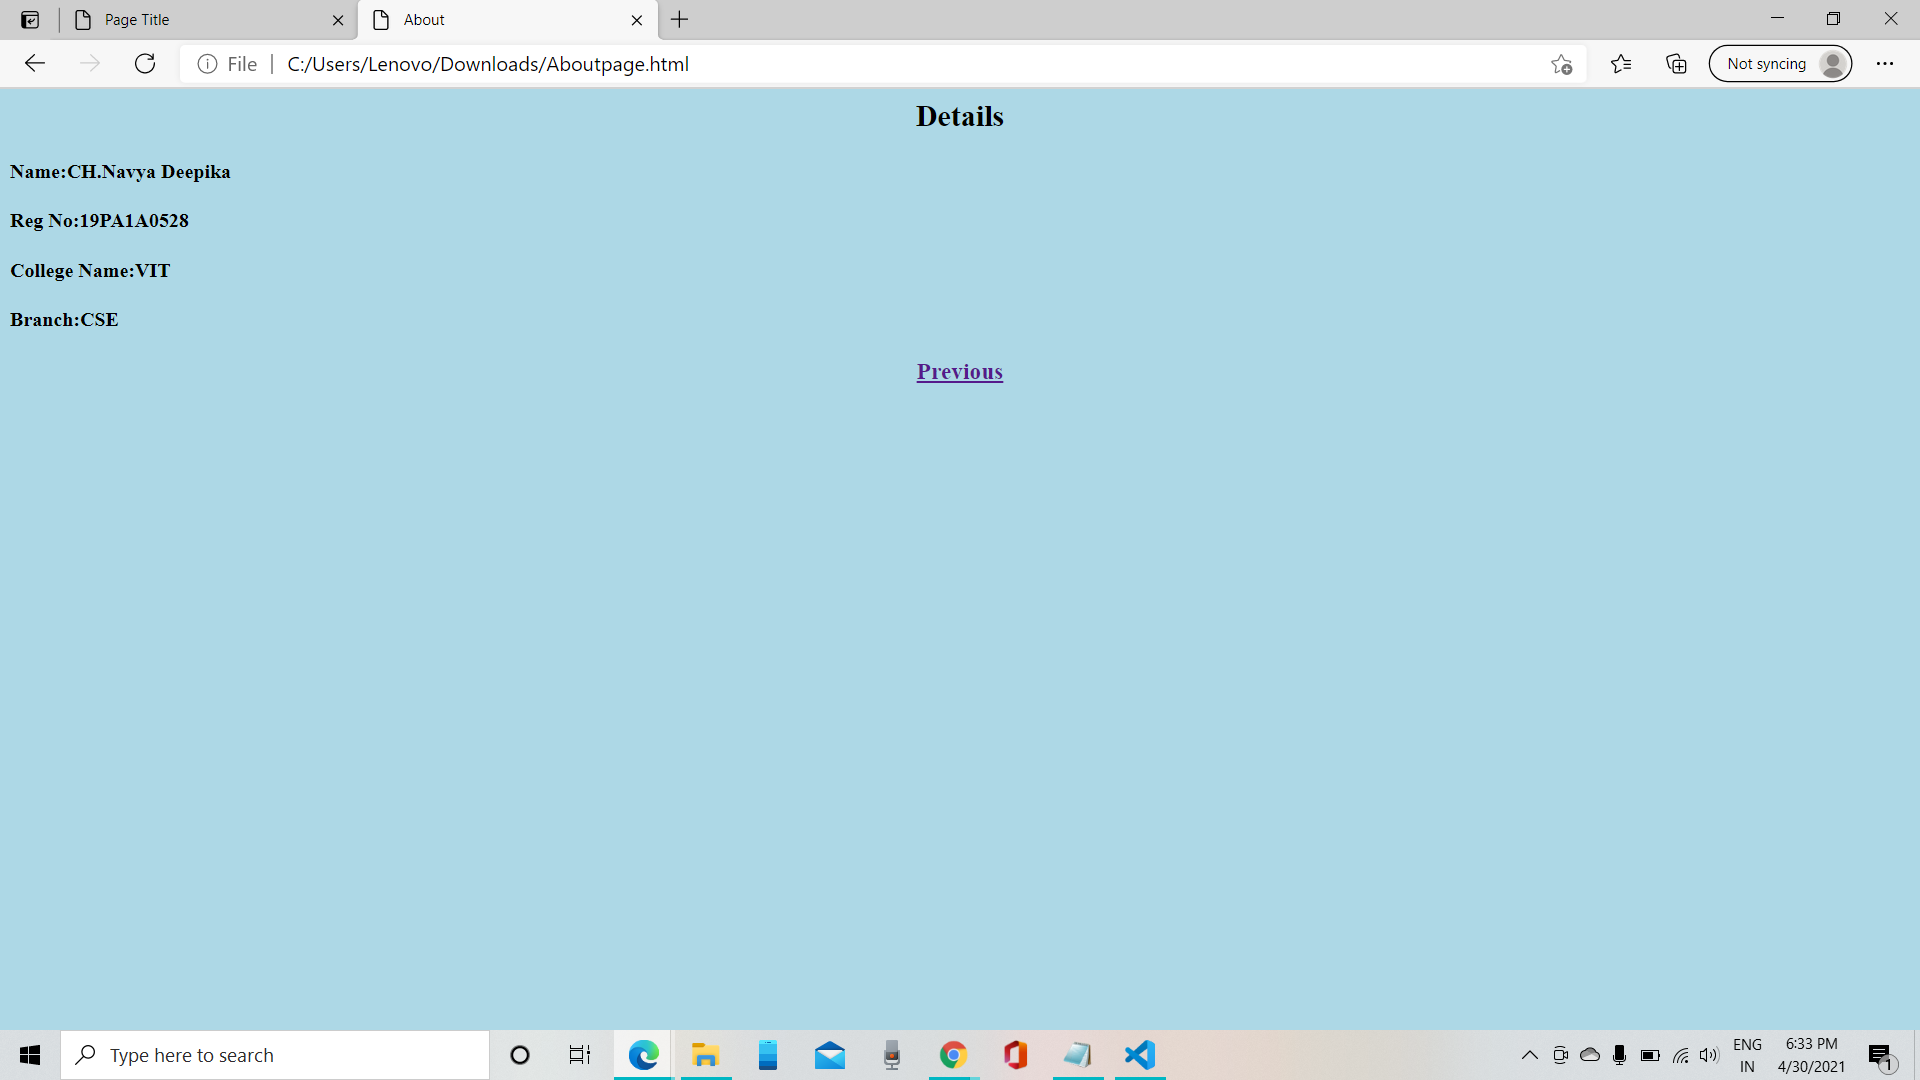 Page Title
About
File
C:/Users/Lenovo/Downloads/Aboutpage.html
Not syncing
Details
Name:CH.Navya Deepika
Reg No:19PA1A0528
College Name:VIT
Branch:CSE
Previous
Type here to search
ENG
IN
6:33 PM
4/30/2021
1